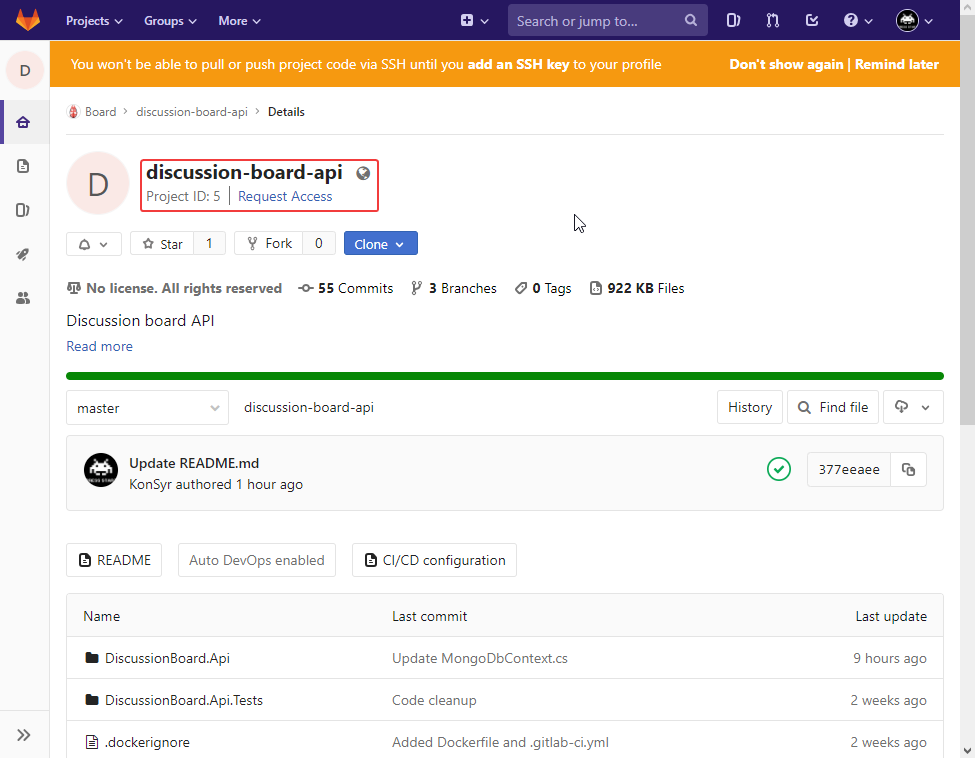 Projects Groups More Search or jump to...
D You won't be able to pull or push project code via SSH until you add an SSH key to your profile Don't show again | Remind later
Board > discussion-board-api > Details
D
discussion-board-api
Project ID: 5 | Request Access
Star 1 Fork 0 Clone
No license. All rights reserved 55 Commits 3 Branches 0 Tags 922 KB Files
Discussion board API
Read more
master discussion-board-api History Find file
Update README.md
KonSyr authored 1 hour ago
377eeaee
README Auto DevOps enabled CI/CD configuration
Name Last commit Last update
DiscussionBoard.Api Update MongoDbContext.cs 9 hours ago
DiscussionBoard.Api.Tests Code cleanup 2 weeks ago
.dockerignore Added Dockerfile and .gitlab-ci.yml 2 weeks ago